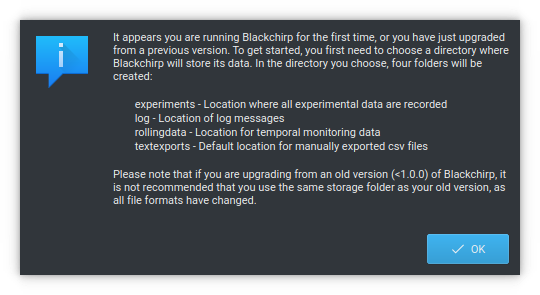 It appears you are running Blackchirp for the first time, or you have just upgraded
from a previous version. To get started, you first need to choose a directory where
Blackchirp will store its data. In the directory you choose, four folders will be
created:
experiments - Location where all experimental data are recorded
log - Location of log messages
rollingdata - Location for temporal monitoring data
textexports - Default location for manually exported csv files
Please note that if you are upgrading from an old version (<1.0.0) of Blackchirp, it
is not recommended that you use the same storage folder as your old version, as
all file formats have changed.
OK